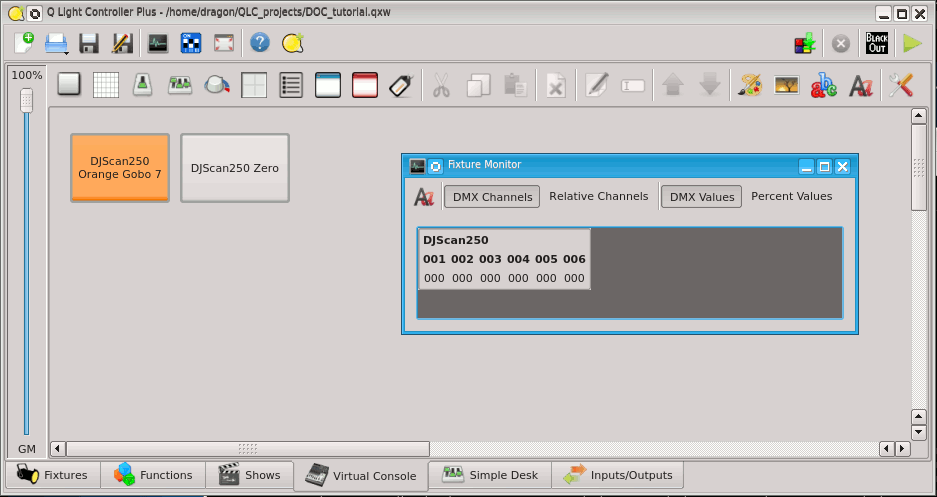 Q Light Controller Plus - /home/dragon/QLC_projects/DOC_tutorial.qxw
BLACK
OUT
100%
abc
A
DJScan250
Orange Gobo 7
DJScan250 Zero
Fixture Monitor
DMX Channels Relative Channels DMX Values Percent Values
DJScan250
001 002 003 004 005 006
000 000 000 000 000 000
GM
Fixtures Functions Shows Virtual Console Simple Desk Inputs/Outputs